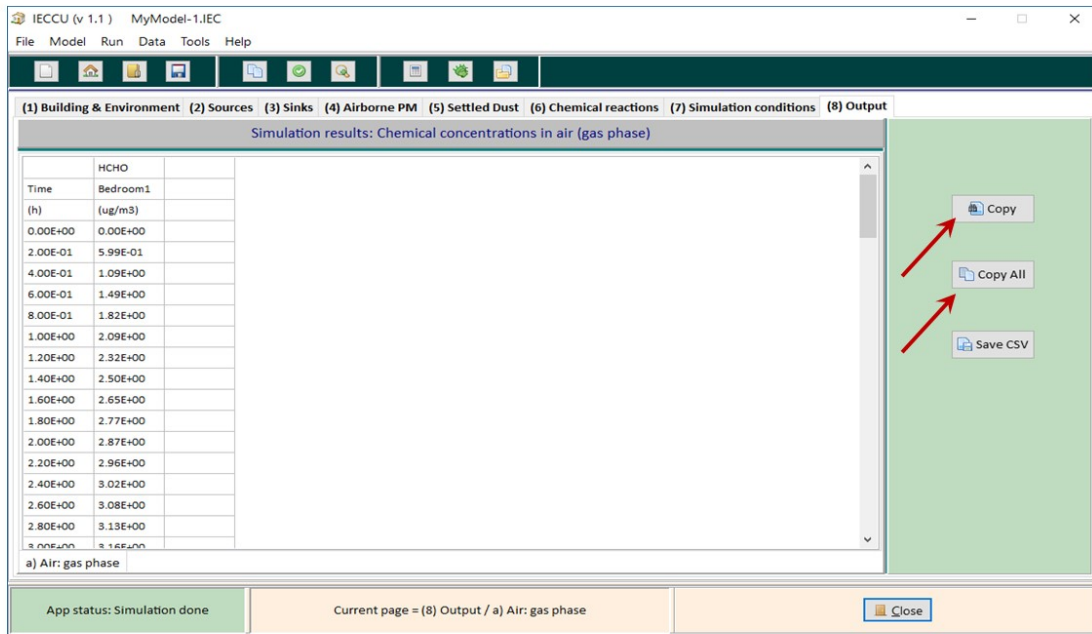 IECCU (v 1.1 ) MyModel-1.IEC
File Model Run Data Tools Help
(1) Building & Environment (2) Sources (3) Sinks (4) Airborne PM (5) Settled Dust (6) Chemical reactions (7) Simulation conditions (8) Output
Simulation results: Chemical concentrations in air (gas phase)
HCHO
Time Bedroom1
(h) (ug/m3)
0.00E+00 0.00E+00
2.00E-01 5.99E-01
4.00E-01 1.09E+00
6.00E-01 1.49E+00
8.00E-01 1.82E+00
1.00E+00 2.09E+00
1.20E+00 2.32E+00
1.40E+00 2.50E+00
1.60E+00 2.65E+00
1.80E+00 2.77E+00
2.00E+00 2.87E+00
2.20E+00 2.96E+00
2.40E+00 3.02E+00
2.60E+00 3.08E+00
2.80E+00 3.13E+00
3.00E+00 3.16E+00
a) Air: gas phase
Copy
Copy All
Save CSV
App status: Simulation done
Current page = (8) Output / a) Air: gas phase
Close